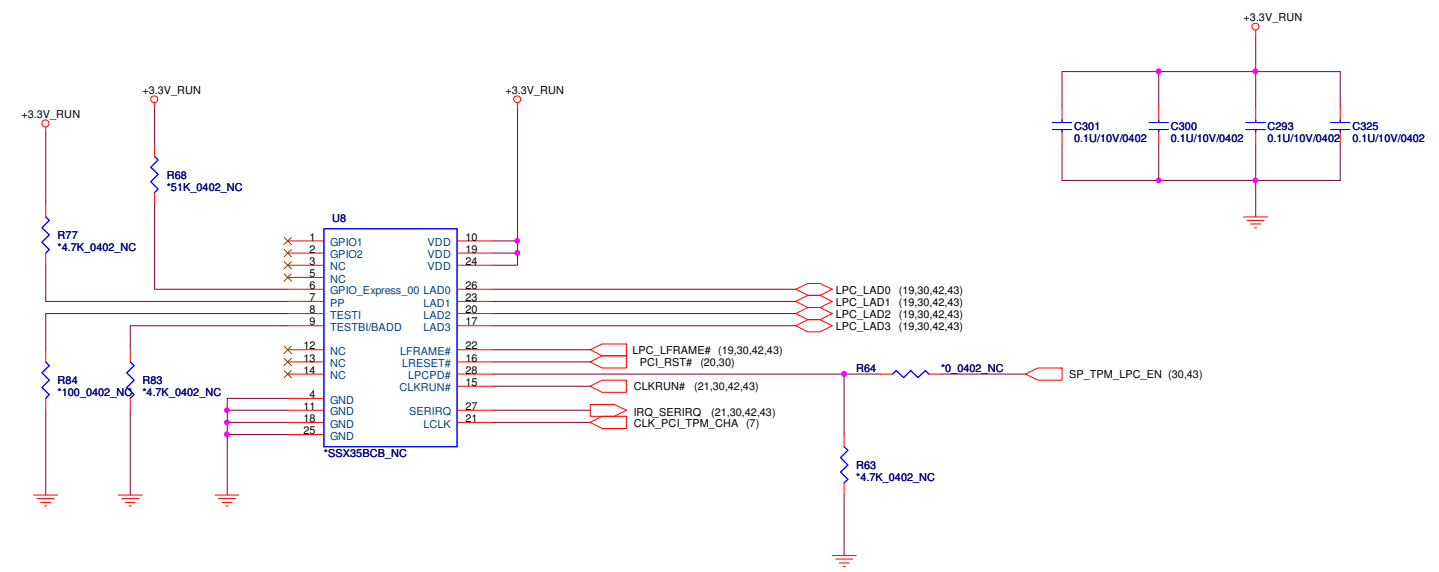 +3.3V_RUN
+3.3V_RUN
+3.3V_RUN
+3.3V_RUN
C301
0.1U/10V/0402
C300
0.1U/10V/0402
C293
0.1U/10V/0402
C325
0.1U/10V/0402
R68
*51K_0402_NC
R77
*4.7K_0402_NC
U8
1 GPIO1 VDD 10
2 GPIO2 VDD 19
3 NC VDD 24
5 NC
6 GPIO_Express_00 LAD0 26 LPC_LAD0 (19,30,42,43)
7 PP LAD1 23 LPC_LAD1 (19,30,42,43)
8 TESTI LAD2 20 LPC_LAD2 (19,30,42,43)
9 TESTBI/BADD LAD3 17 LPC_LAD3 (19,30,42,43)
12 NC LFRAME# 22 LPC_LFRAME# (19,30,42,43)
13 NC LRESET# 16 PCI_RST# (20,30)
14 NC LPCPD# 28 R64 *0_0402_NC SP_TPM_LPC_EN (30,43)
CLKRUN# 15 CLKRUN# (21,30,42,43)
4 GND
11 GND SERIRQ 27 IRQ_SERIRQ (21,30,42,43)
18 GND LCLK 21 CLK_PCI_TPM_CHA (7)
25 GND
*SSX35BCB_NC
R84
*100_0402_NC
R83
*4.7K_0402_NC
R63
*4.7K_0402_NC